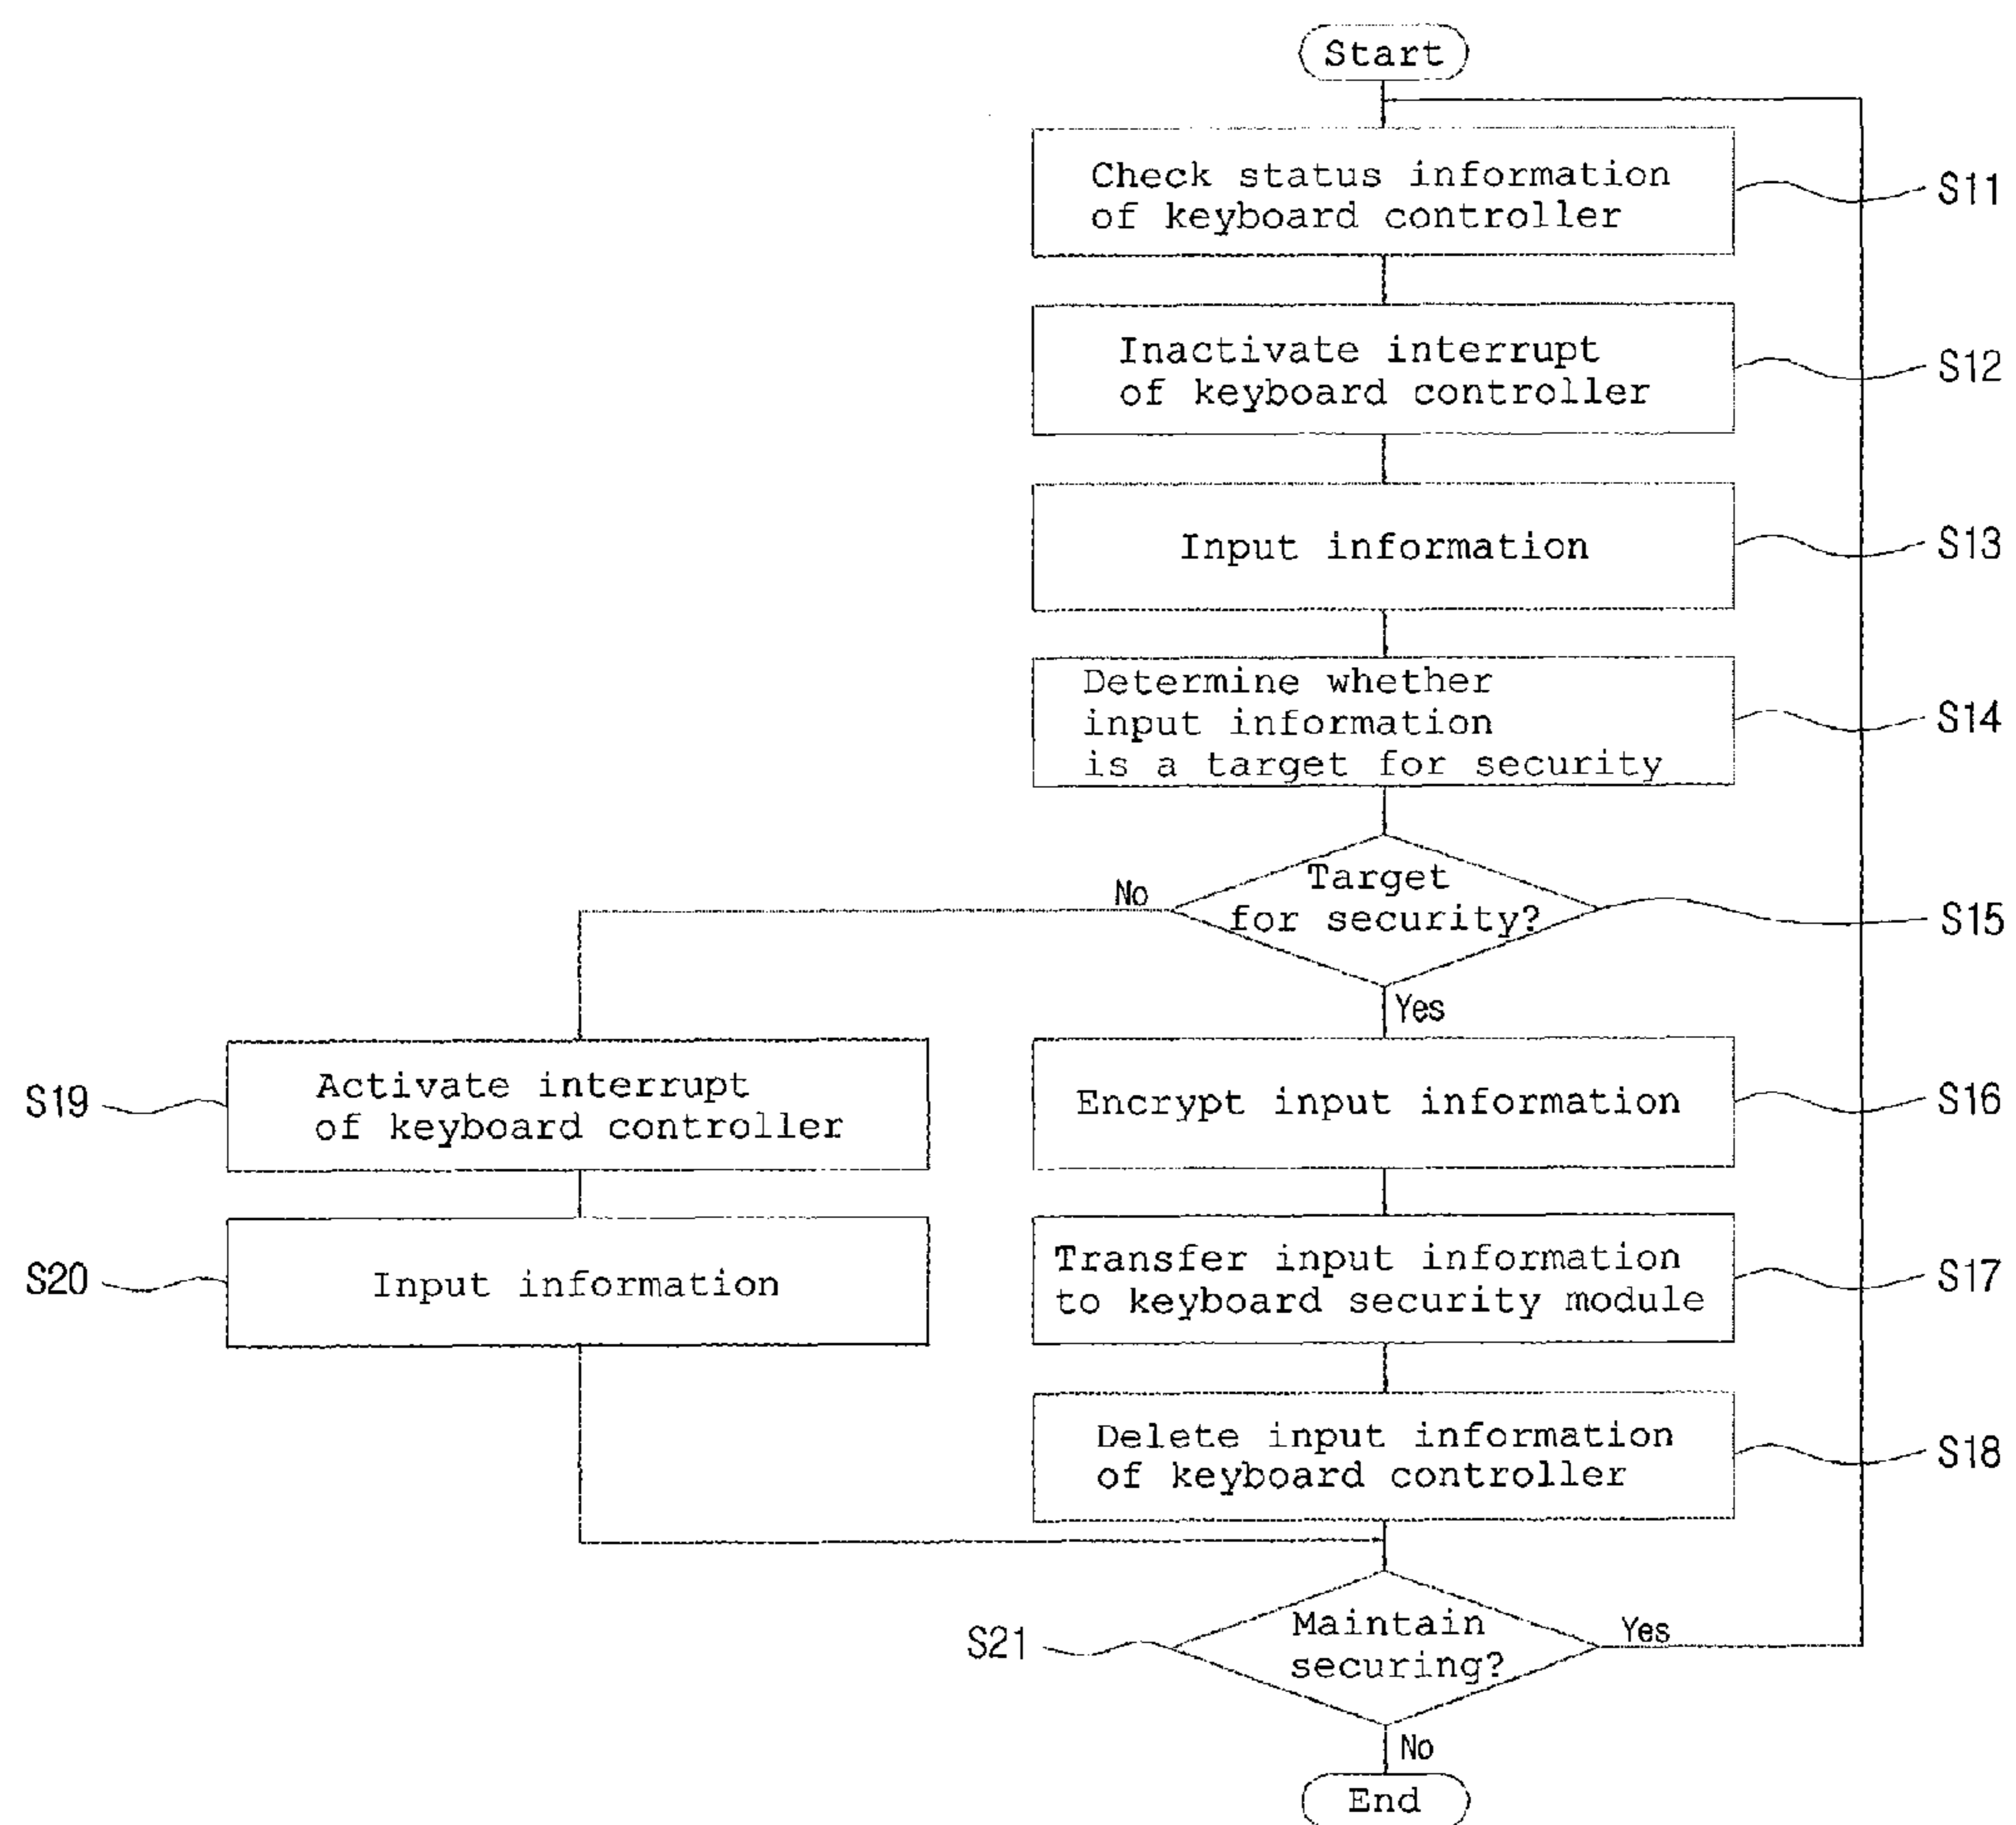 Start
Check status information
of keyboard controller
S11
Inactivate interrupt
of keyboard controller
S12
Input information
S13
Determine whether
input information
is a target for security
S14
Target
for security?
S15
No
Yes
Activate interrupt
of keyboard controller
S19
Encrypt input information
S16
Input information
S20
Transfer input information
to keyboard security module
S17
Delete input information
of keyboard controller
S18
Maintain
securing?
S21
Yes
No
End